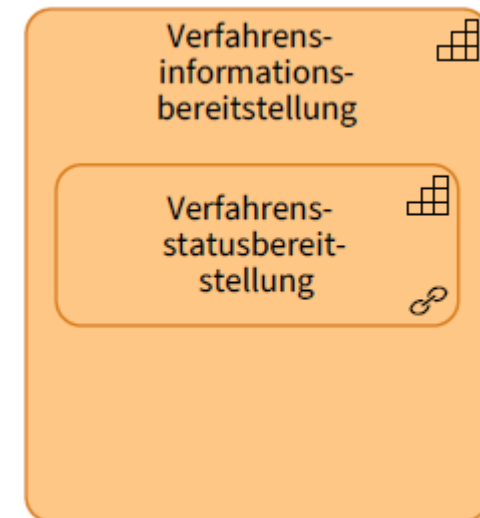 Verfahrens-
informations-
bereitstellung
Verfahrens-
statusbereit-
stellung